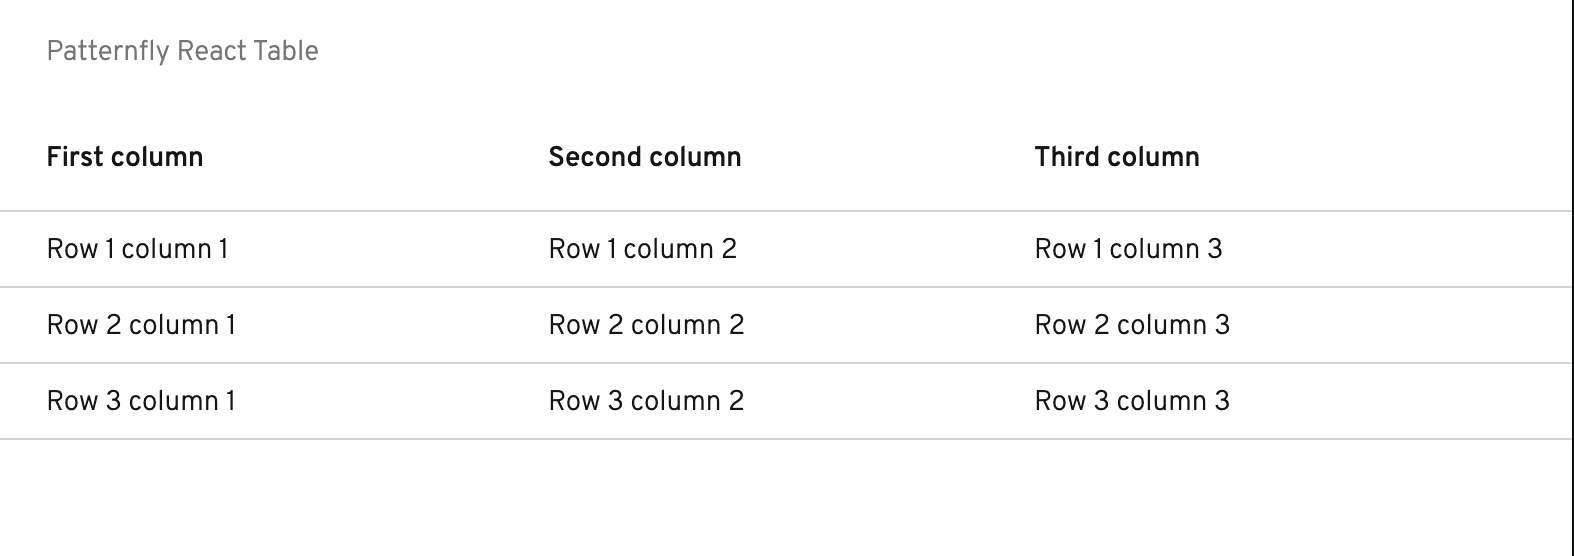 Patternfly React Table
First column Second column Third column
Row 1 column 1 Row 1 column 2 Row 1 column 3
Row 2 column 1 Row 2 column 2 Row 2 column 3
Row 3 column 1 Row 3 column 2 Row 3 column 3